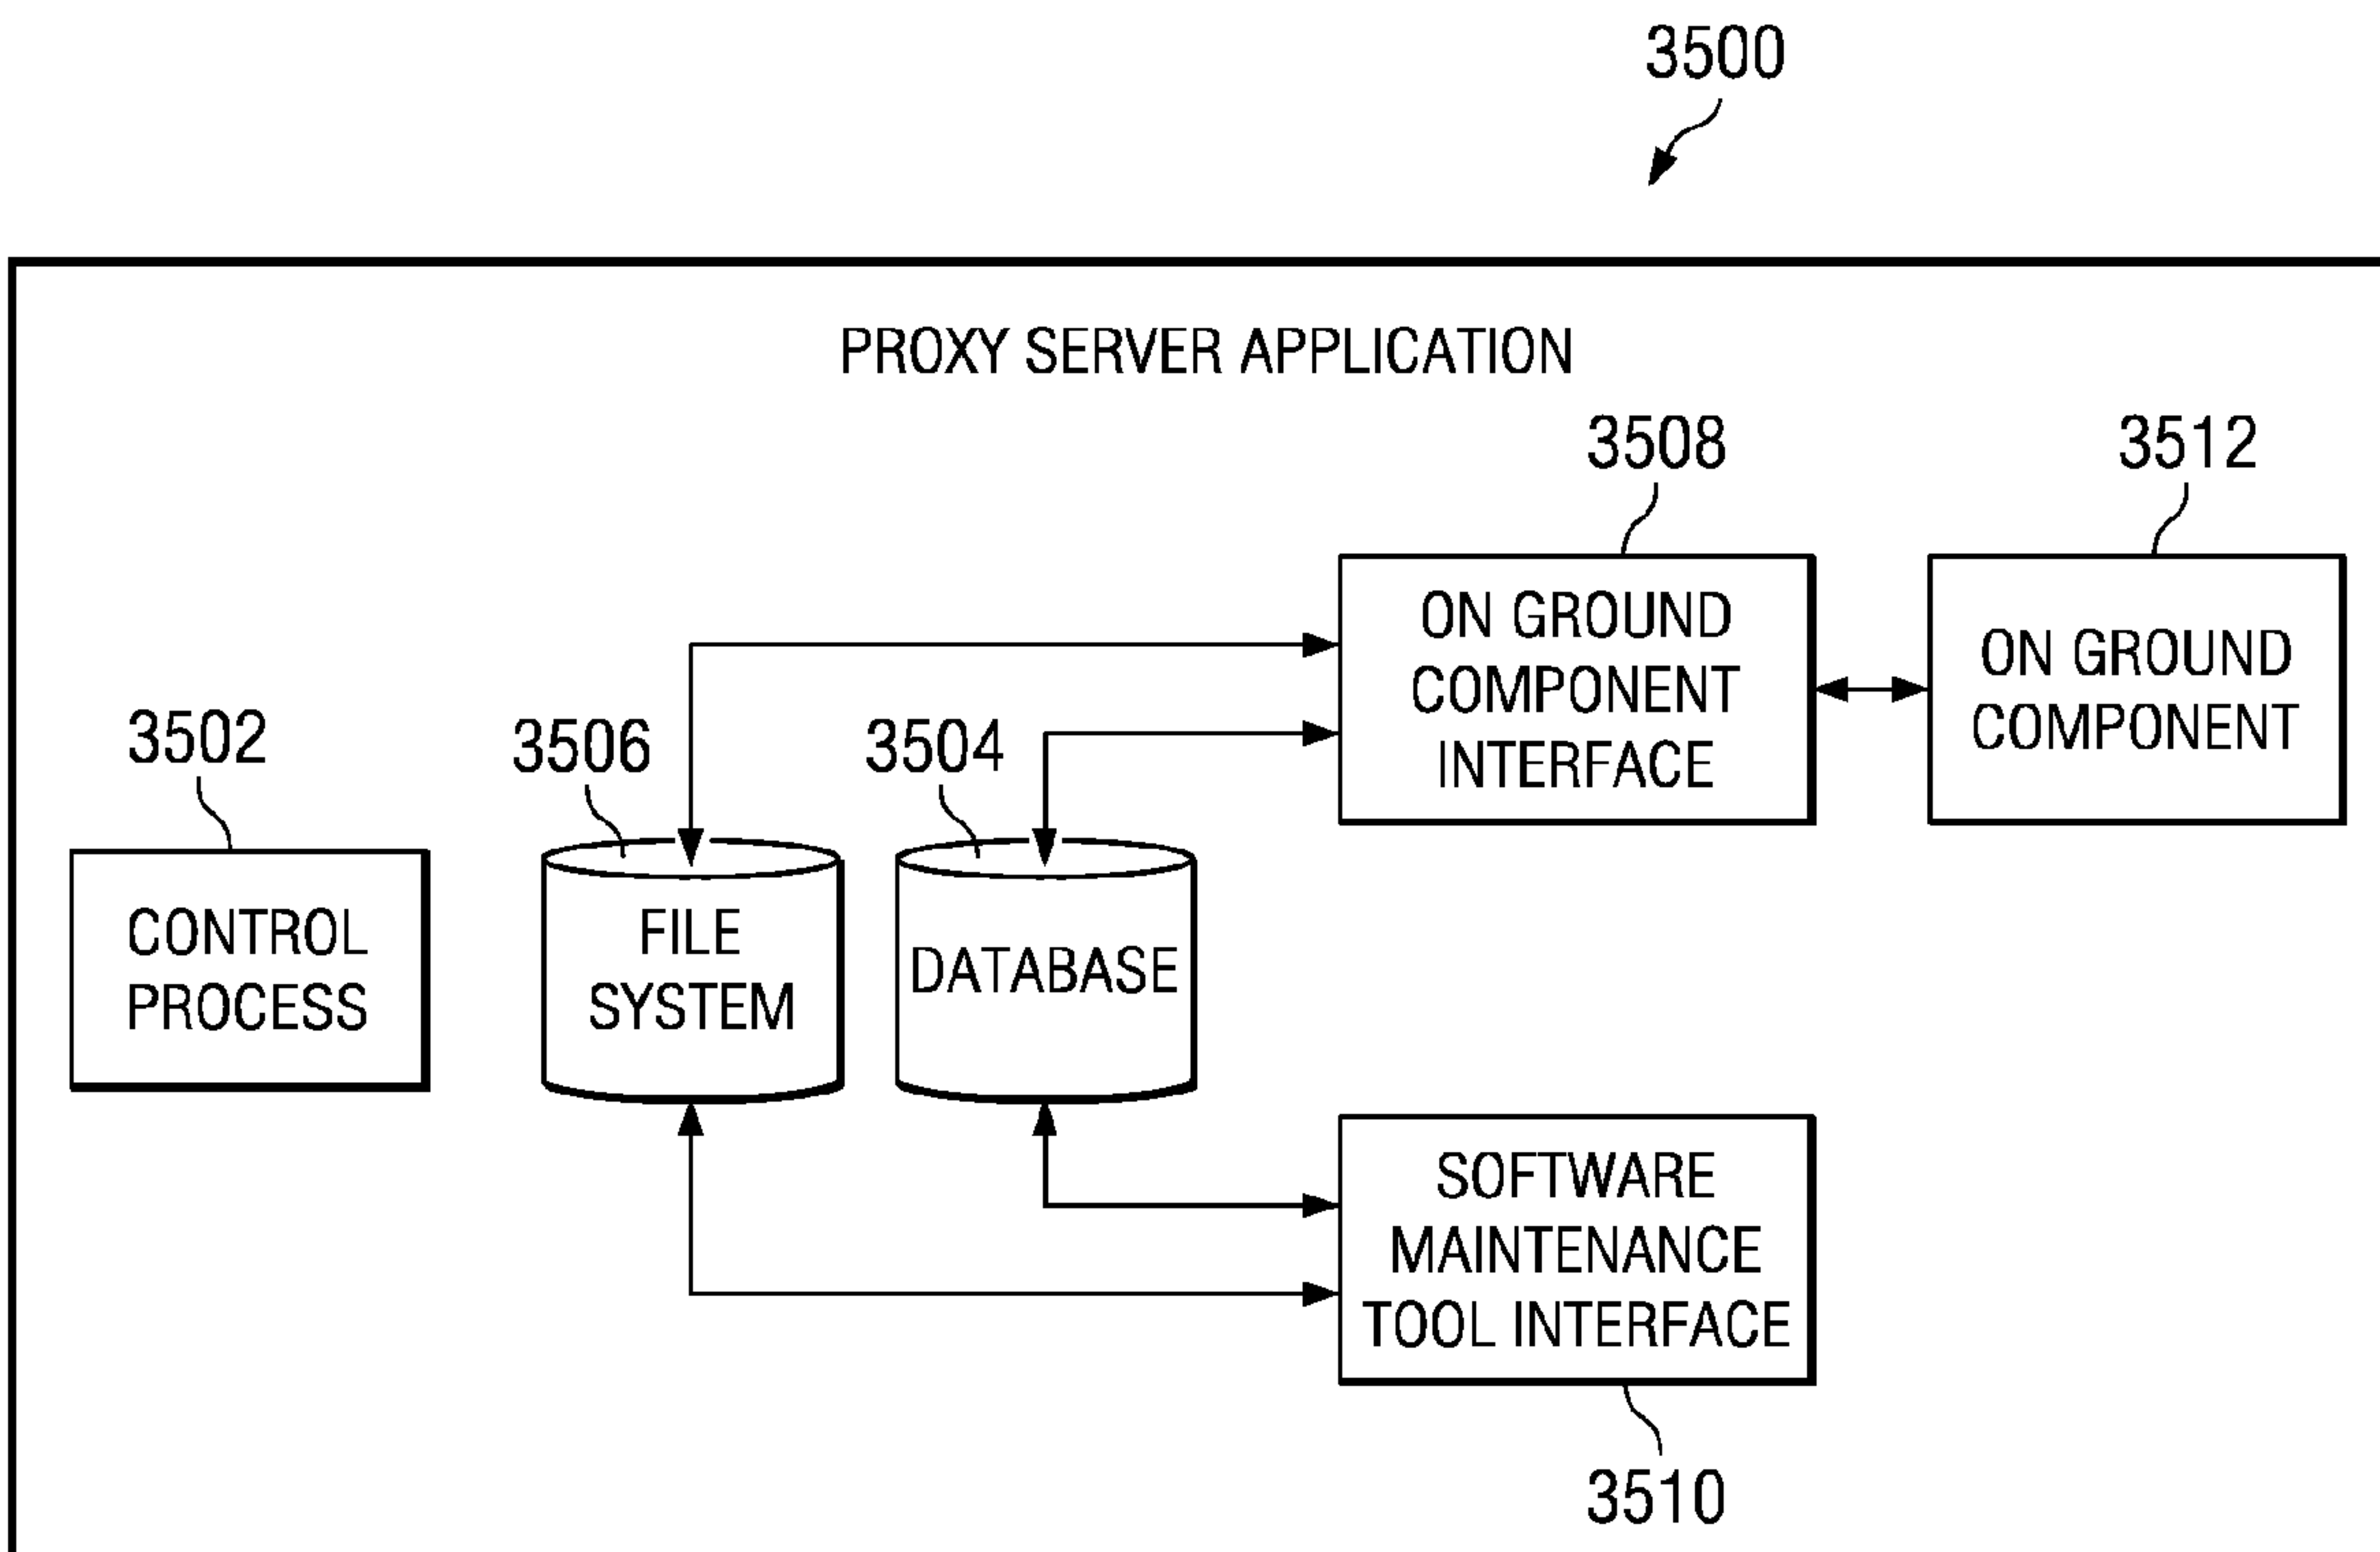 3500
PROXY SERVER APPLICATION
3508
3512
ON GROUND
COMPONENT
INTERFACE
ON GROUND
COMPONENT
3502
3506
3504
CONTROL
PROCESS
FILE
SYSTEM
DATABASE
SOFTWARE
MAINTENANCE
TOOL INTERFACE
3510